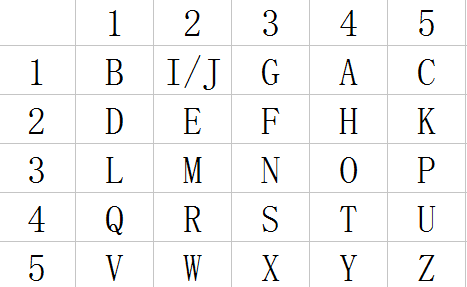 1 2 3 4 5
1 B I/J G A C
2 D E F H K
3 L M N O P
4 Q R S T U
5 V W X Y Z